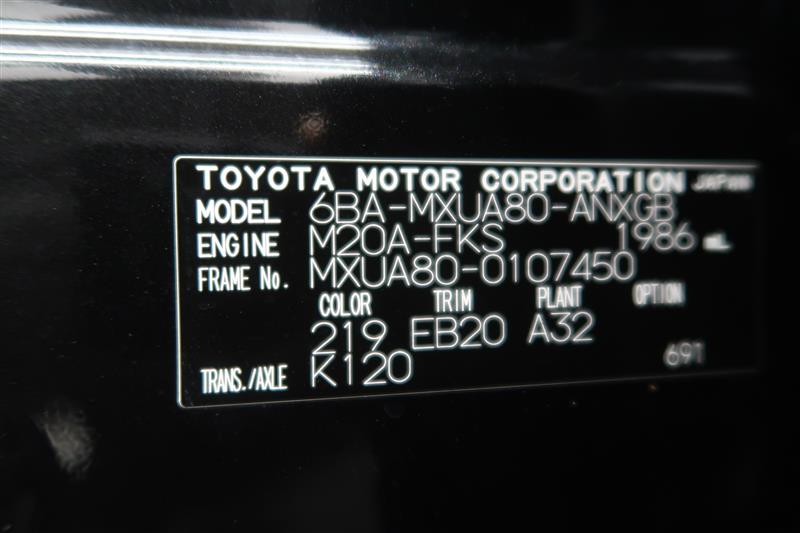 TOYOTA MOTOR CORPORATION JAPAN
MODEL 6BA-MXUA80-ANXGB
ENGINE M20A-FKS 1986 mL
FRAME No. MXUA80-0107450
COLOR TRIM PLANT OPTION
219 EB20 A32
TRANS./AXLE K120 691